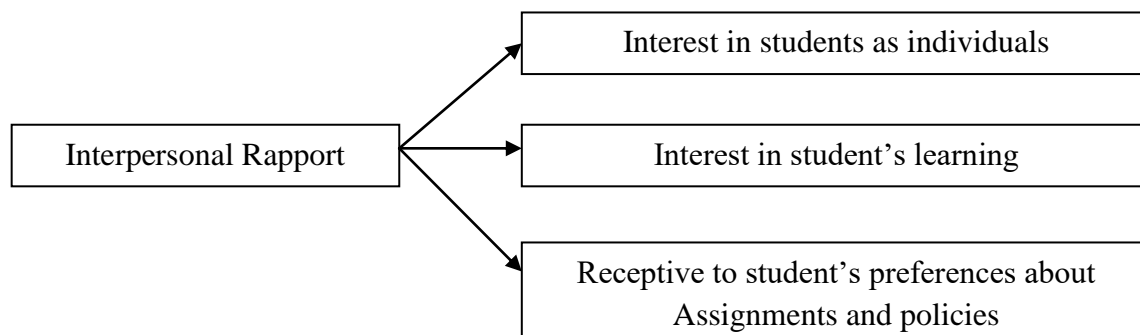 Interest in students as individuals
Interpersonal Rapport
Interest in student’s learning
Receptive to student’s preferences about
Assignments and policies